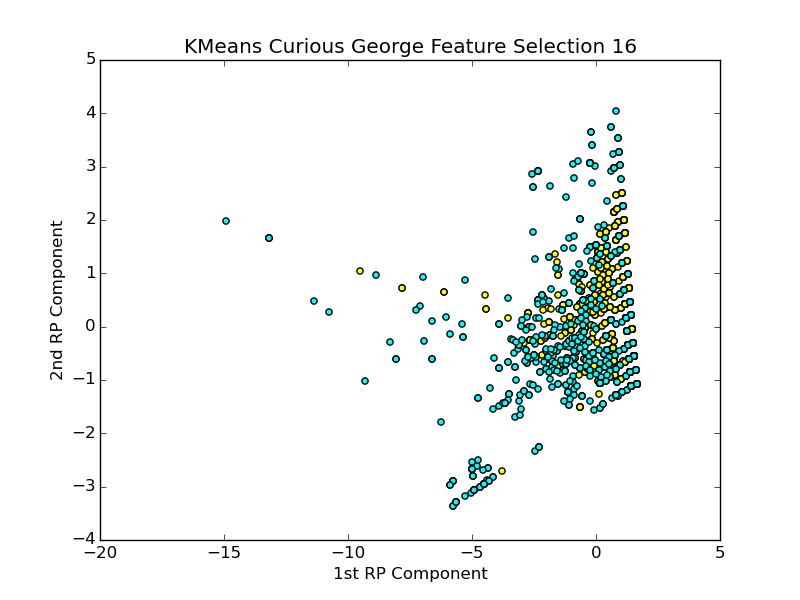 KMeans Curious George Feature Selection 16
5
4
3
2
1
0
−1
−2
−3
−4
2nd RP Component
−20 −15 −10 −5 0 5
1st RP Component